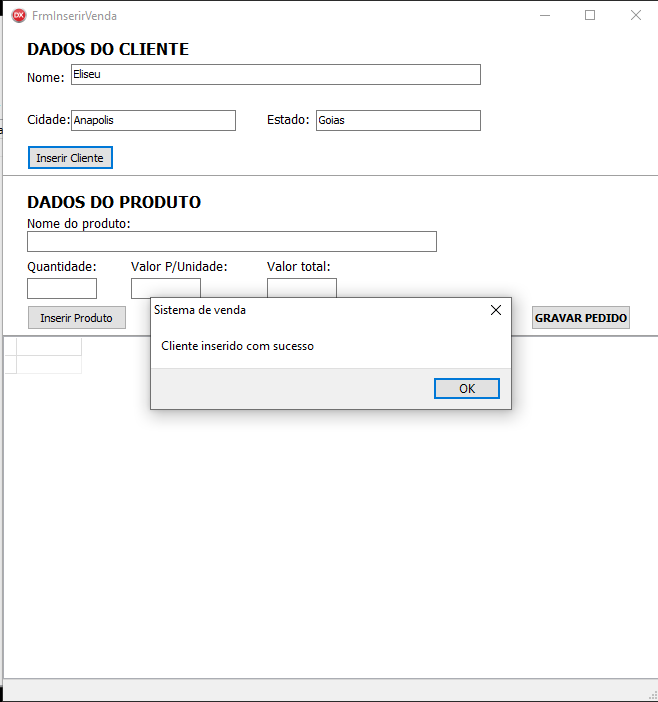 DX FrmInserirVenda
DADOS DO CLIENTE
Nome: Eliseu
Cidade: Anapolis Estado: Goias
Inserir Cliente
DADOS DO PRODUTO
Nome do produto:
Quantidade: Valor P/Unidade: Valor total:
Inserir Produto GRAVAR PEDIDO
Sistema de venda
Cliente inserido com sucesso
OK